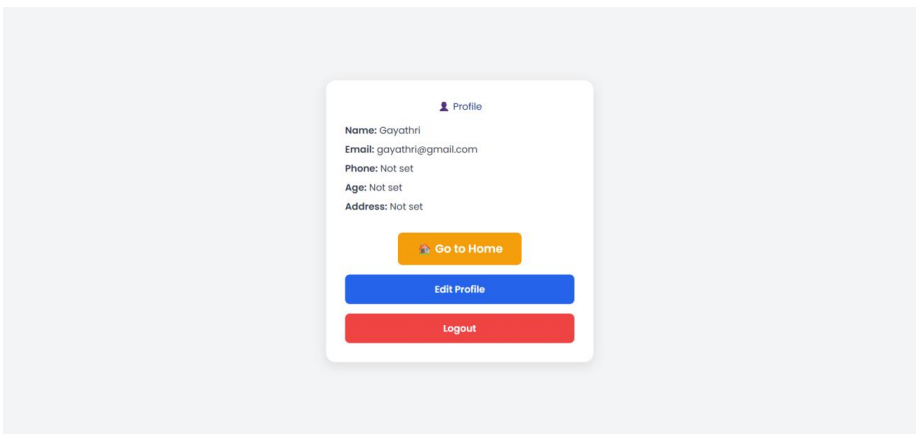 👤 Profile
Name: Gayathri
Email: gayathri@gmail.com
Phone: Not set
Age: Not set
Address: Not set
🏠 Go to Home
Edit Profile
Logout